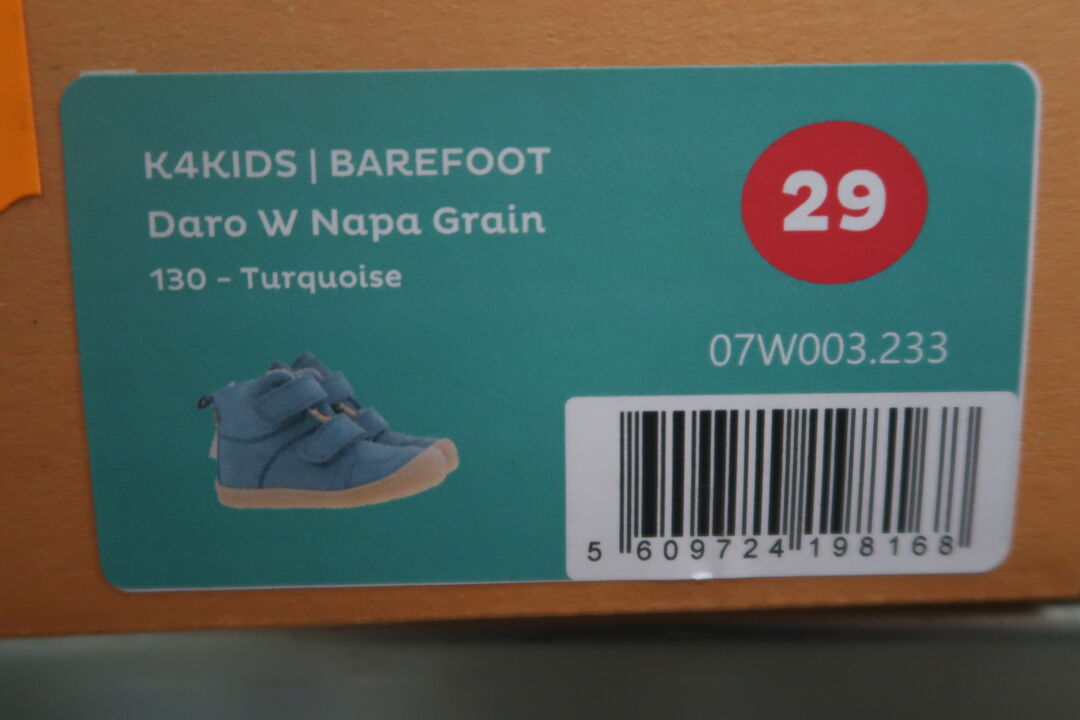 K4KIDS | BAREFOOT
Daro W Napa Grain
130 - Turquoise
29
07W003.233
5 609724 198168